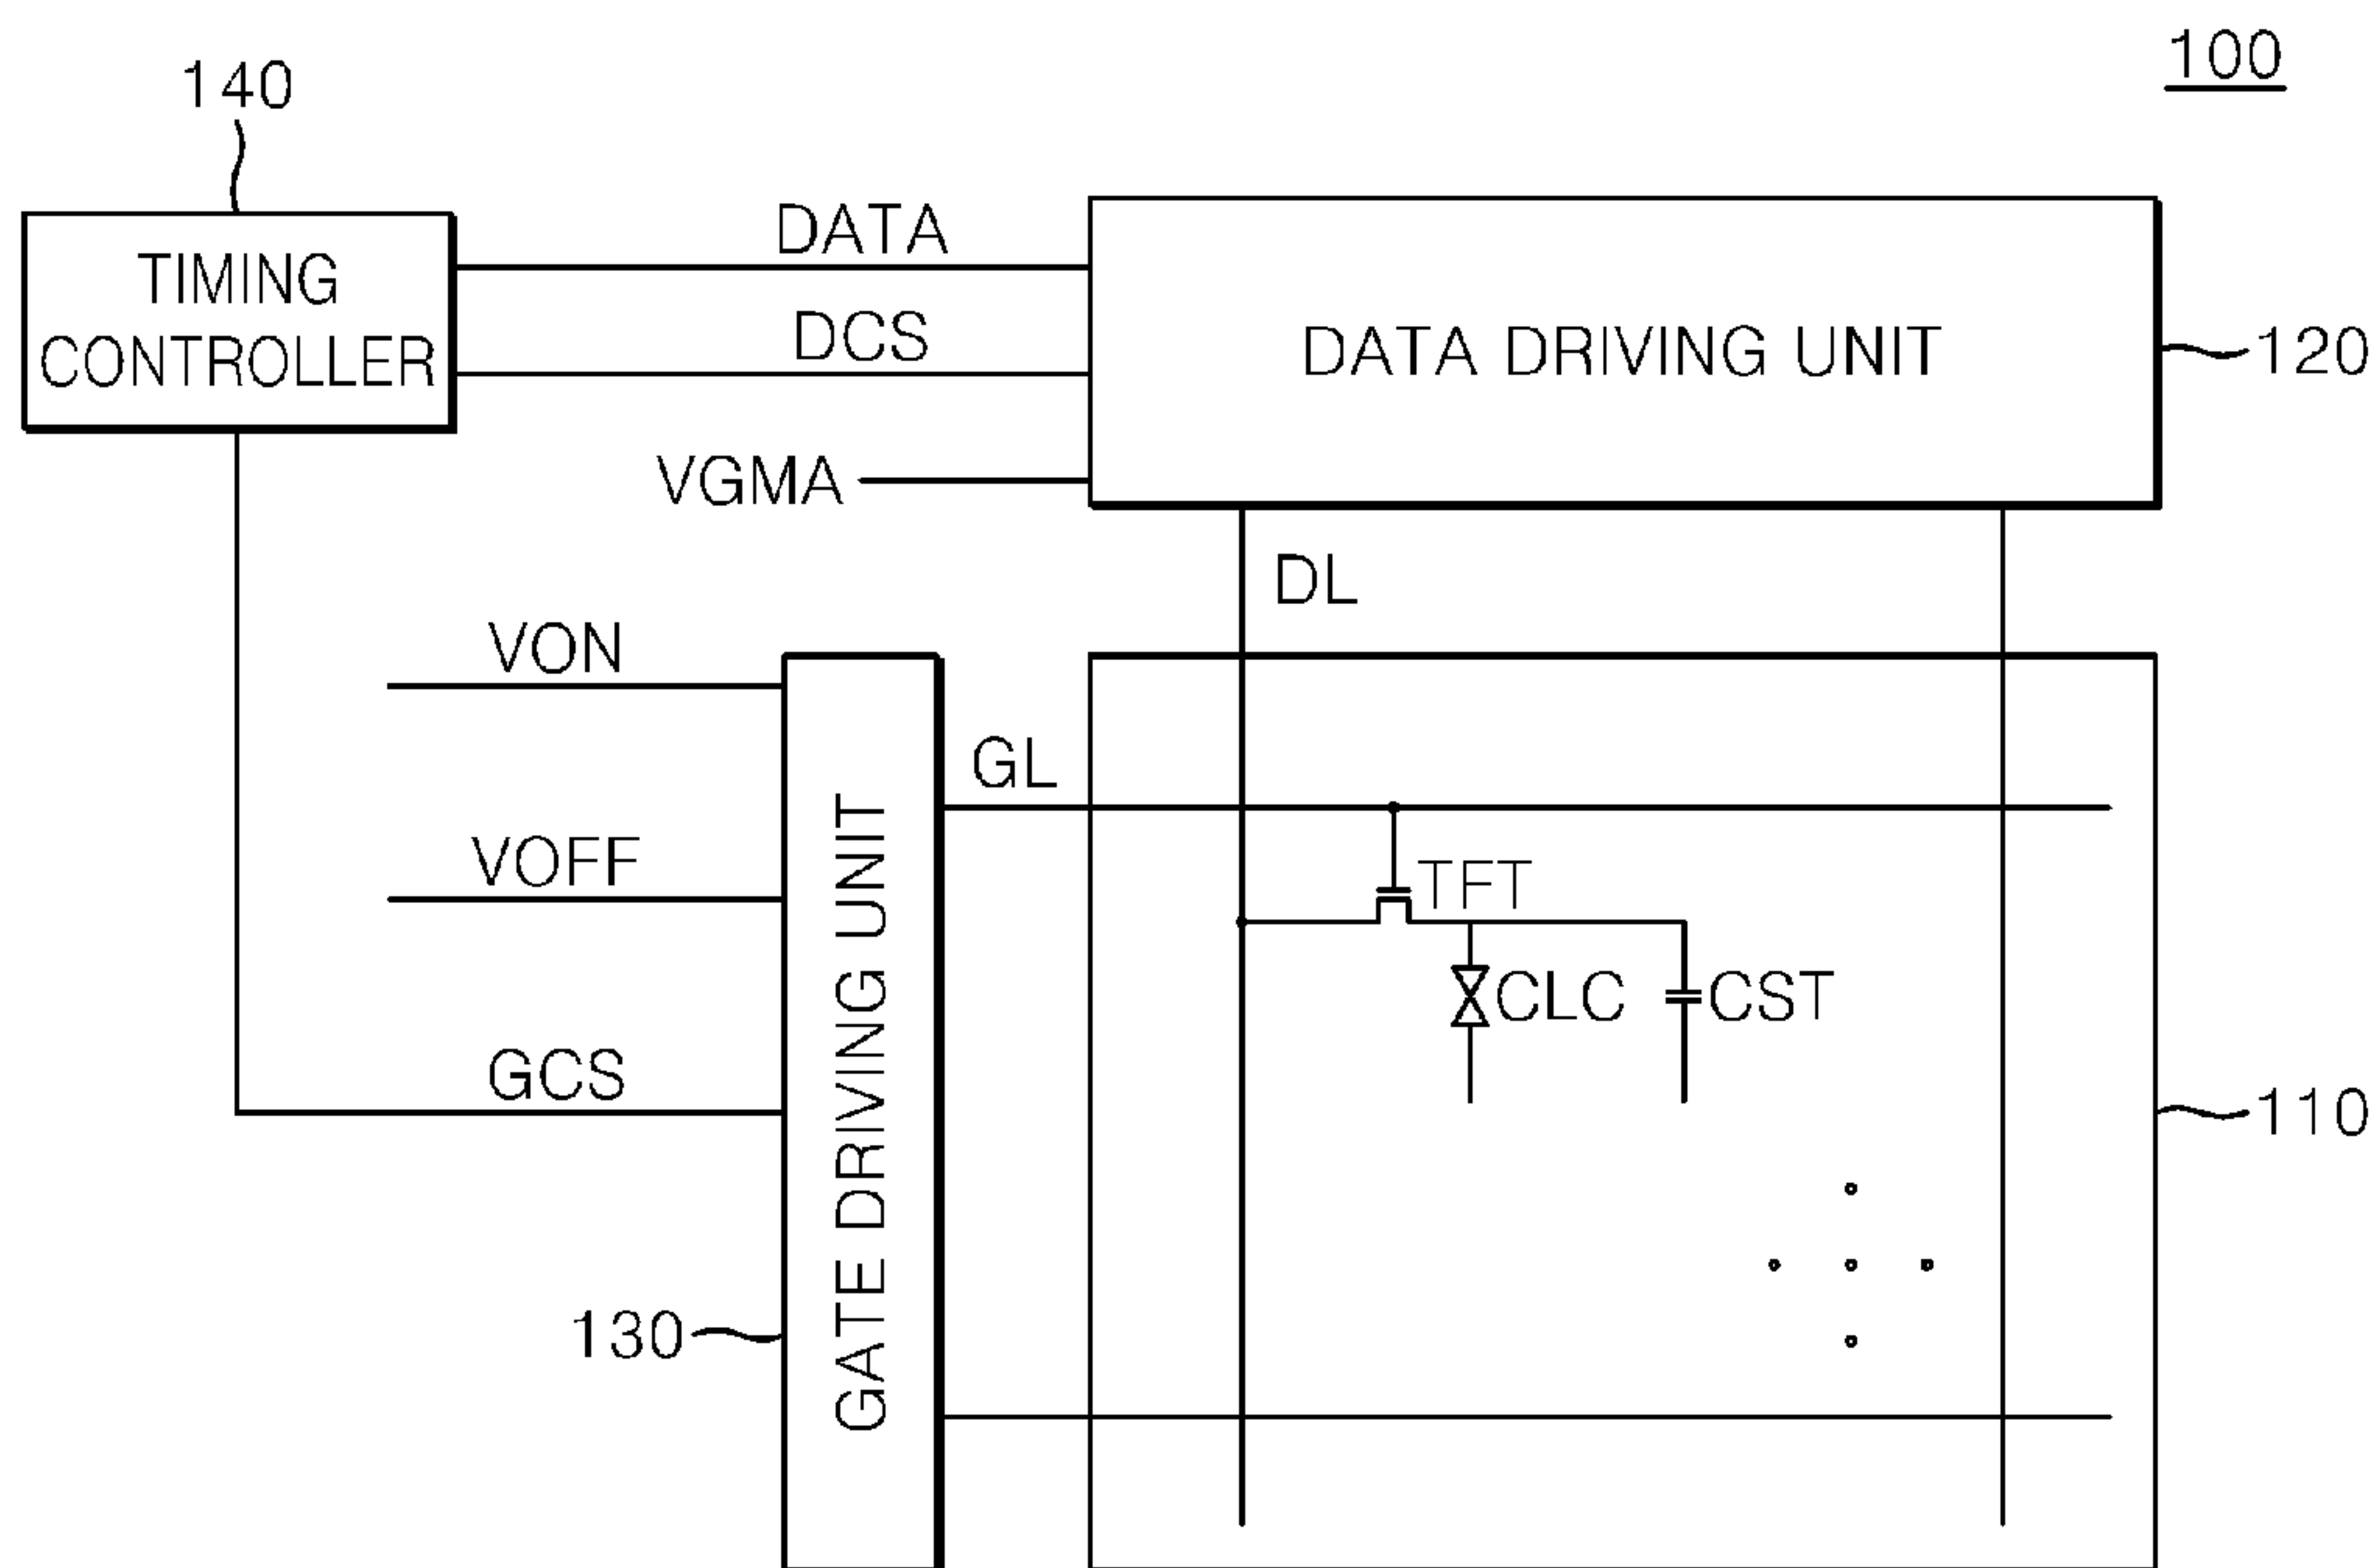 100
140
TIMING
CONTROLLER
DATA
DCS
VGMA
DATA DRIVING UNIT
120
DL
VON
VOFF
GCS
GL
GATE DRIVING UNIT
130
TFT
CLC
CST
110